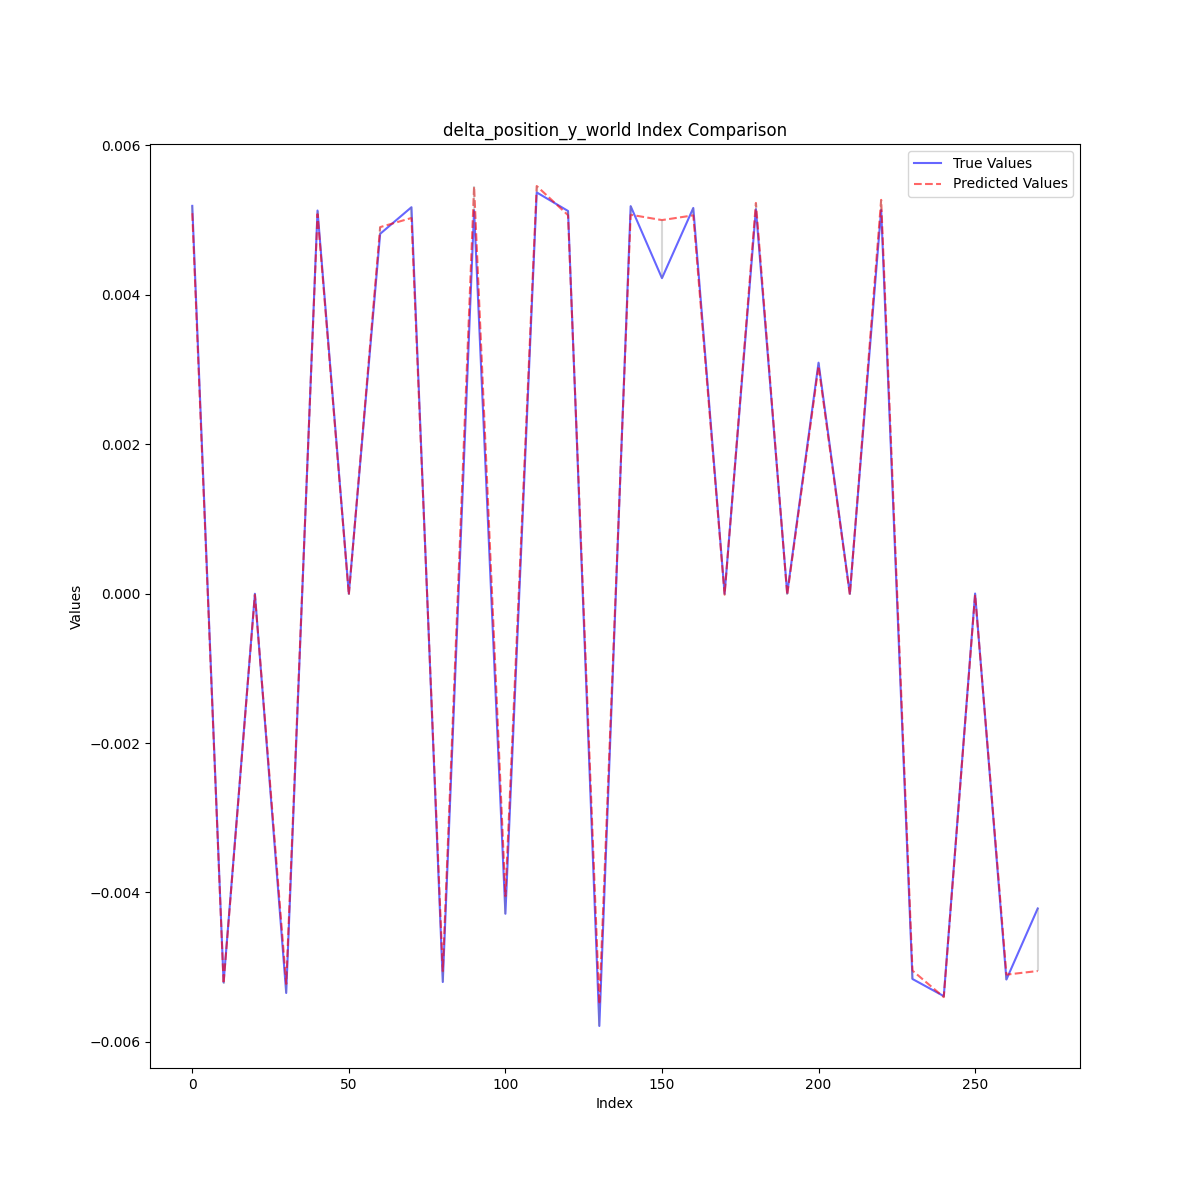 delta_position_y_world Index Comparison
0.006
0.004
0.002
0.000
−0.002
−0.004
−0.006
Values
True Values
Predicted Values
0
50
100
150
200
250
Index